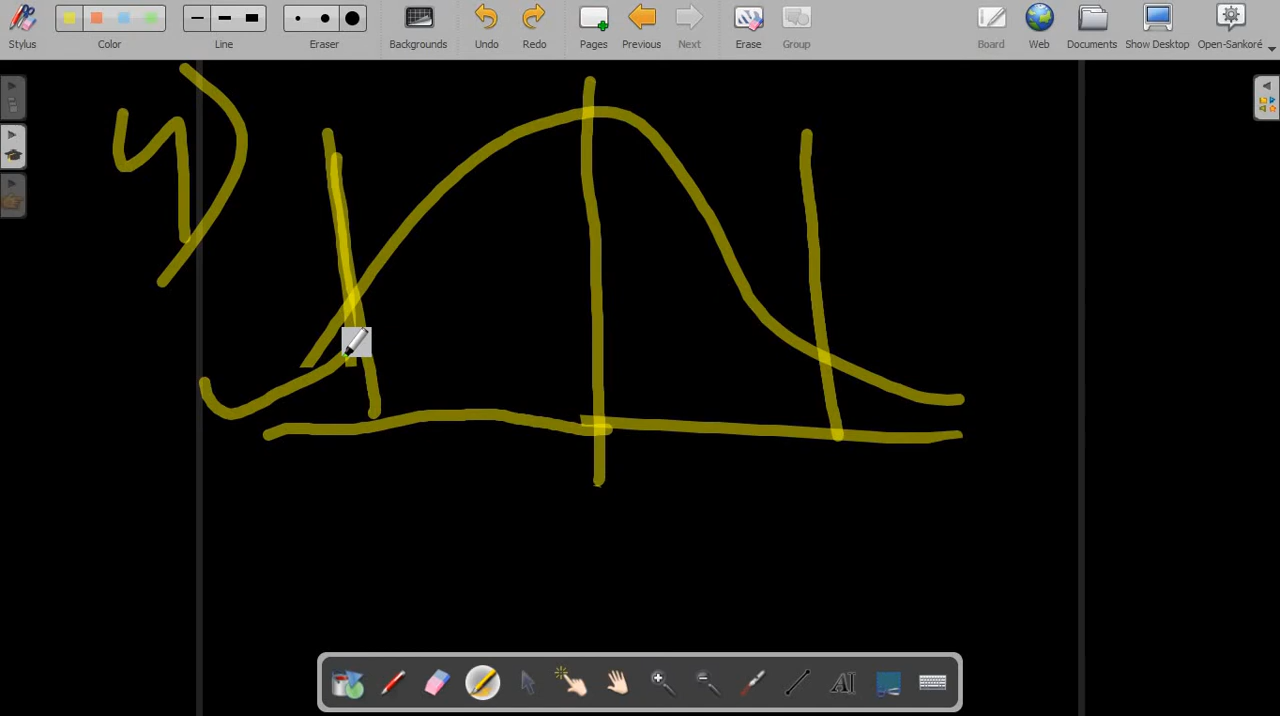 Stylus Color Line Eraser Backgrounds Undo Redo Pages Previous Next Erase Group Board Web Documents Show Desktop Open-Sankoré
4)
AI